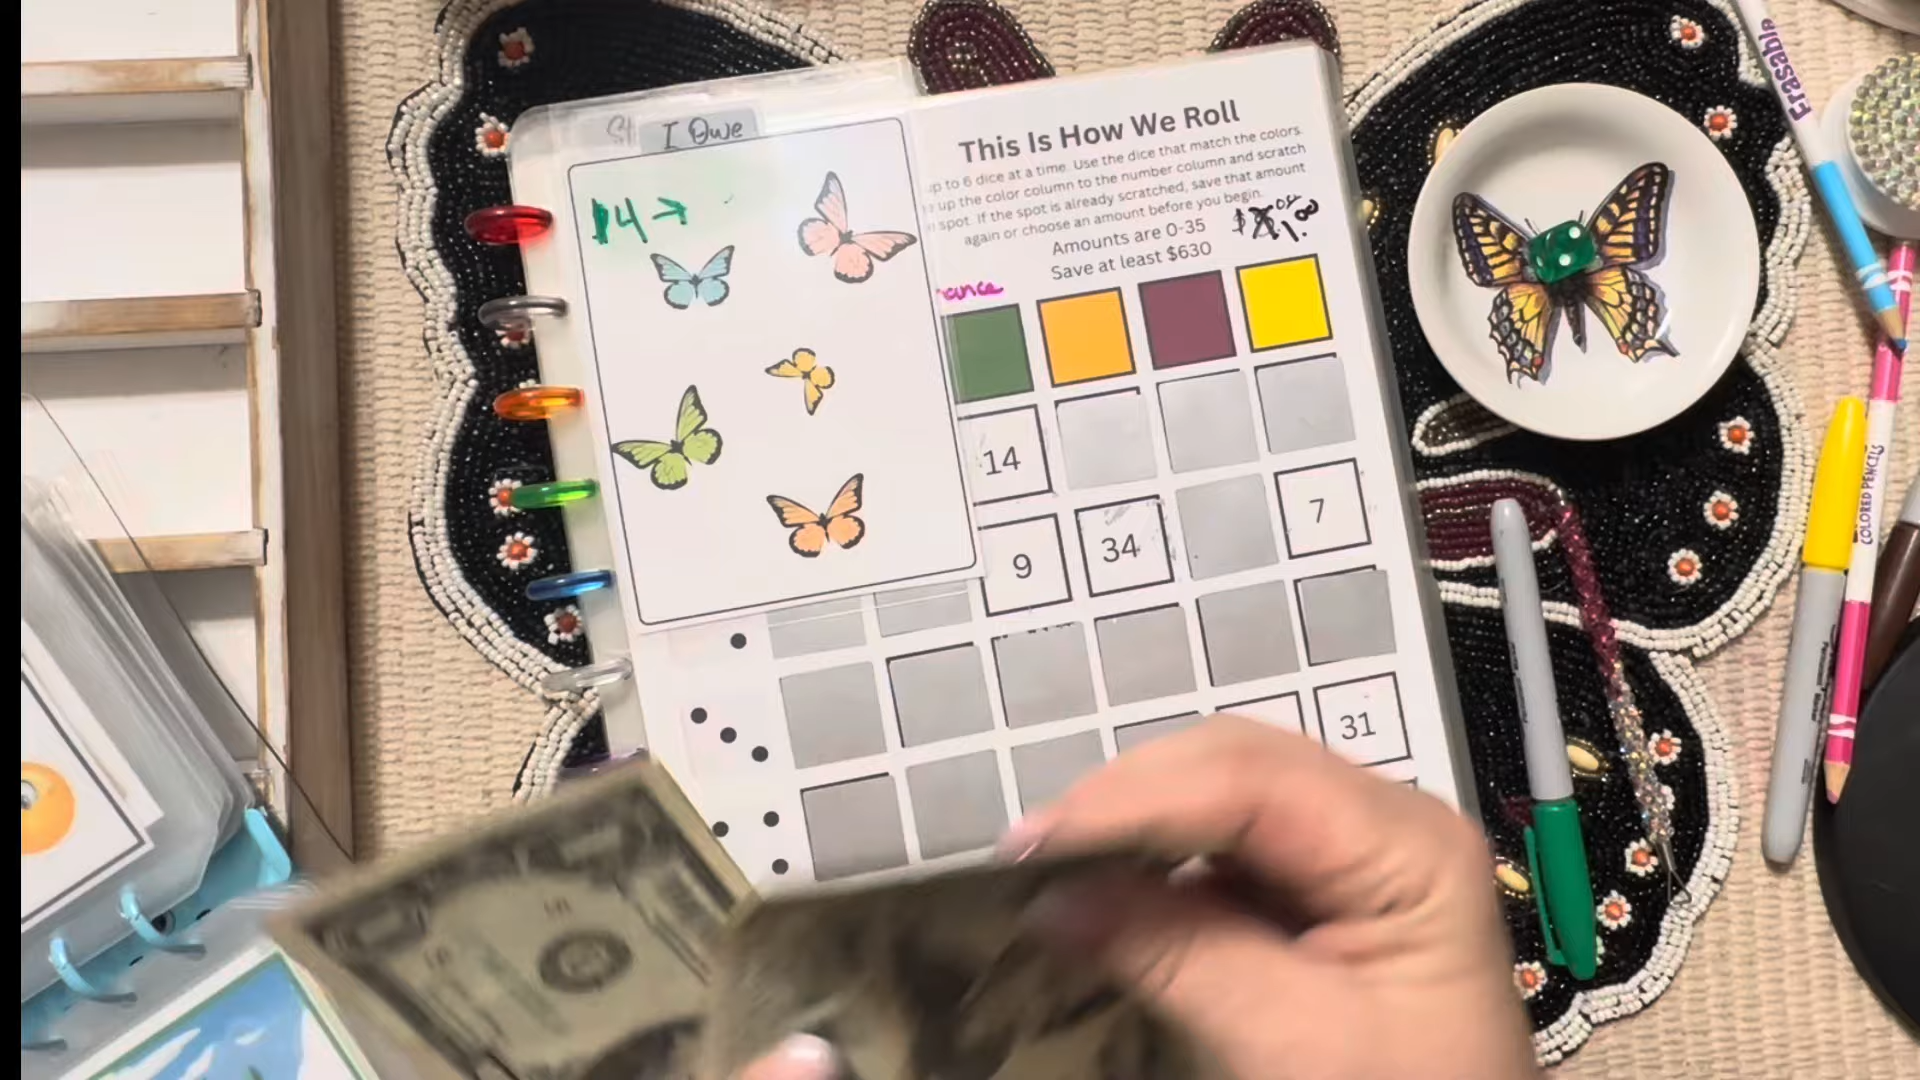 I Owe
$4→
This Is How We Roll
up to 6 dice at a time. Use the dice that match the colors.
up the color column to the number column and scratch
spot. If the spot is already scratched, save that amount
again or choose an amount before you begin.
Amounts are 0-35
Save at least $630
14
9
34
7
31
Erasable
COLORED PENCILS